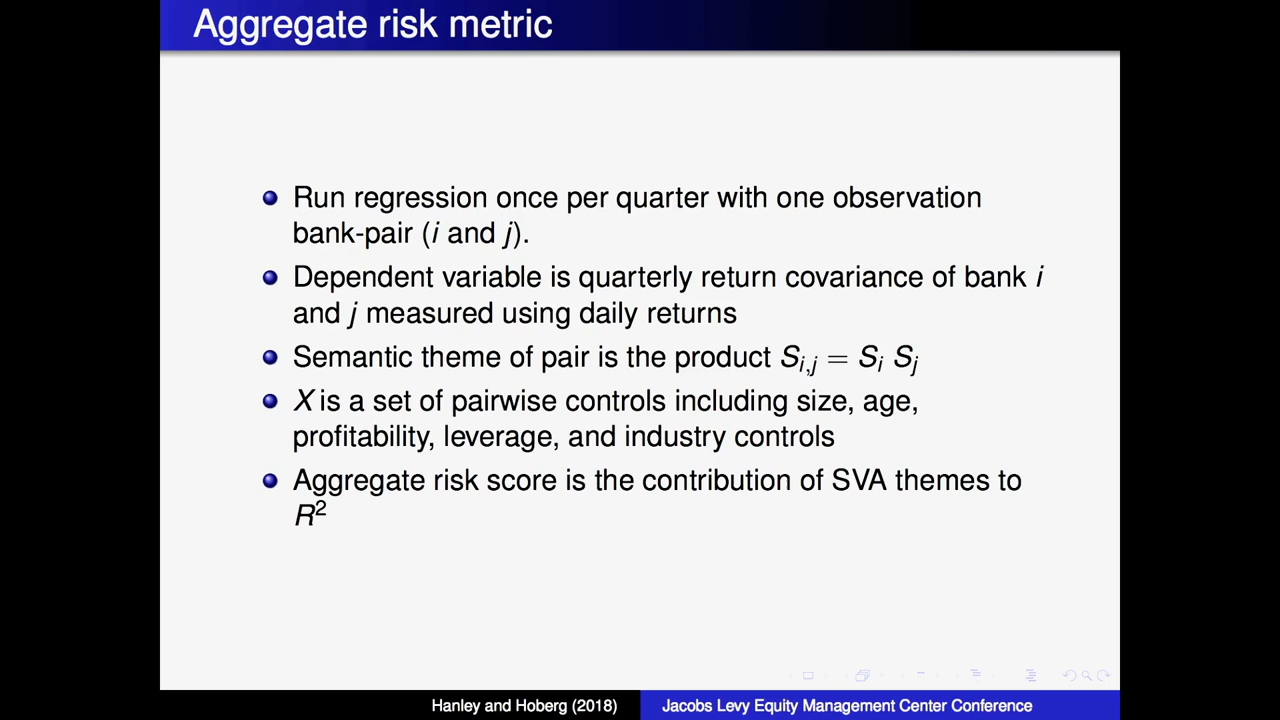 Aggregate risk metric
Run regression once per quarter with one observation
bank-pair (i and j).
Dependent variable is quarterly return covariance of bank i
and j measured using daily returns
Semantic theme of pair is the product S_{i,j} = S_i S_j
X is a set of pairwise controls including size, age,
profitability, leverage, and industry controls
Aggregate risk score is the contribution of SVA themes to
R²
Hanley and Hoberg (2018) Jacobs Levy Equity Management Center Conference